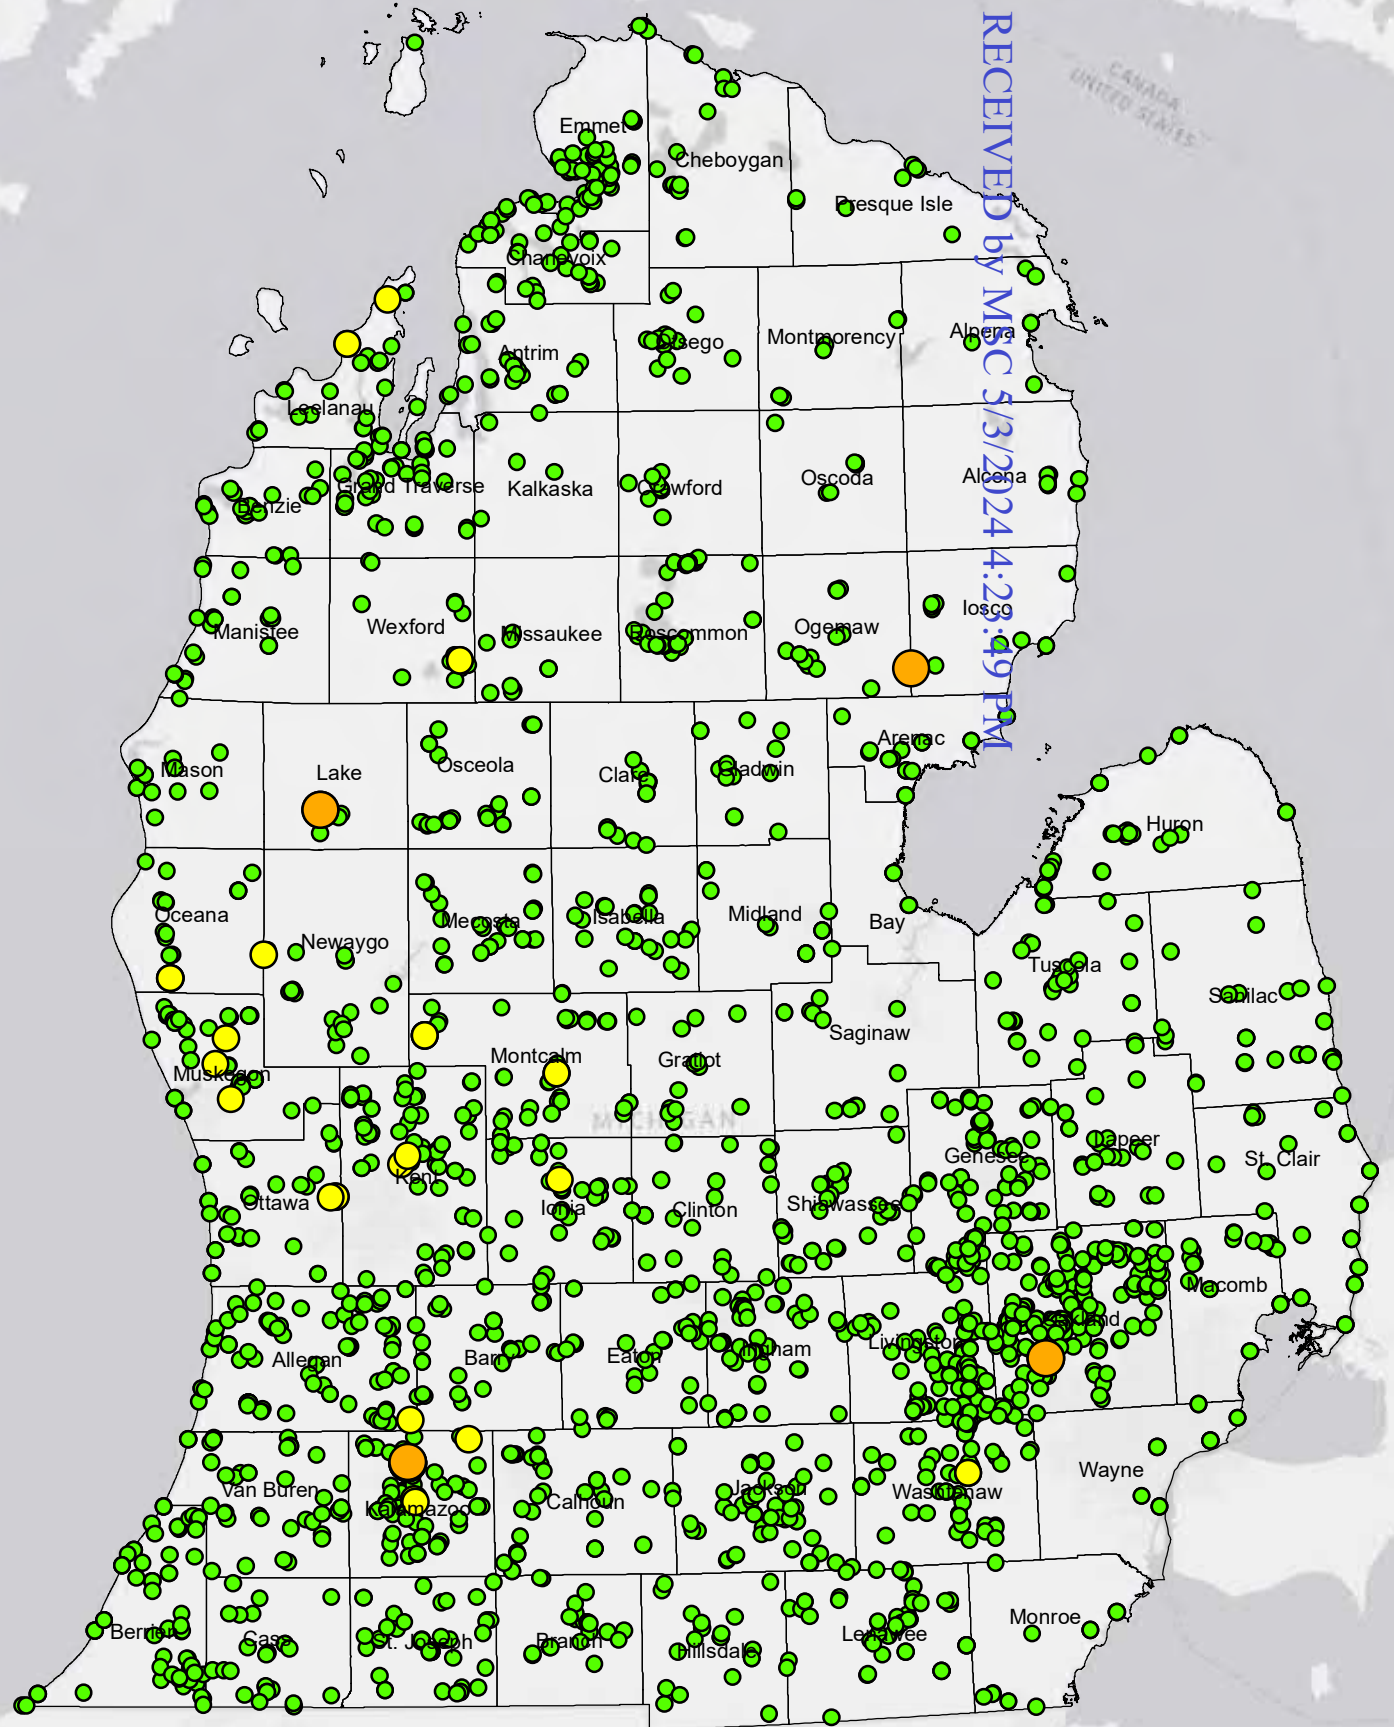 CANADA
UNITED STATES
RECEIVED by MSC 5/3/2024 4:23:49 PM
Emmet
Cheboygan
Presque Isle
Charlevoix
Antrim
Otsego
Montmorency
Alpena
Leelanau
Benzie
Grand Traverse
Kalkaska
Crawford
Oscoda
Alcona
Manistee
Wexford
Missaukee
Roscommon
Ogemaw
Iosco
Mason
Lake
Osceola
Clare
Gladwin
Arenac
Huron
Oceana
Newaygo
Mecosta
Isabella
Midland
Bay
Tuscola
Sanilac
Muskegon
Montcalm
Gratiot
Saginaw
MICHIGAN
Ottawa
Kent
Ionia
Clinton
Shiawassee
Genesee
Lapeer
St. Clair
Allegan
Barry
Eaton
Ingham
Livingston
Oakland
Macomb
Van Buren
Kalamazoo
Calhoun
Jackson
Washtenaw
Wayne
Berrien
Cass
St. Joseph
Branch
Hillsdale
Lenawee
Monroe